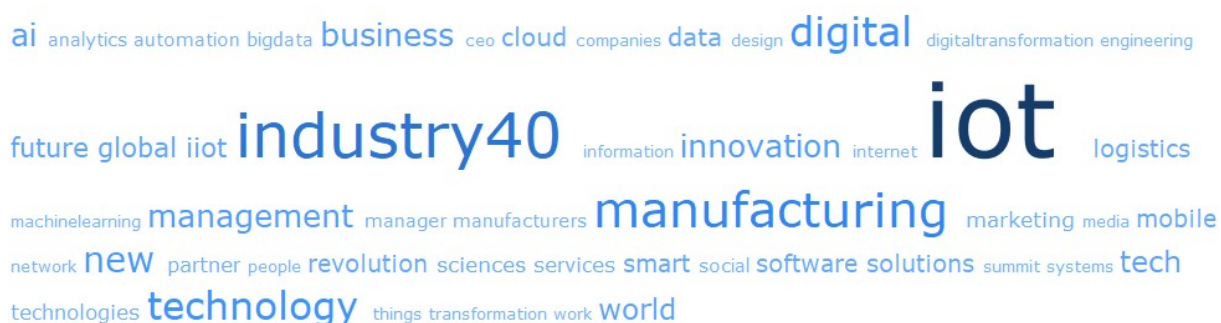 ai analytics automation bigdata business ceo cloud companies data design digital digitaltransformation engineering
future global iiot industry40 information innovation internet iot logistics
machinelearning management manager manufacturers manufacturing marketing media mobile
network new partner people revolution sciences services smart social software solutions summit systems tech
technologies technology things transformation work world